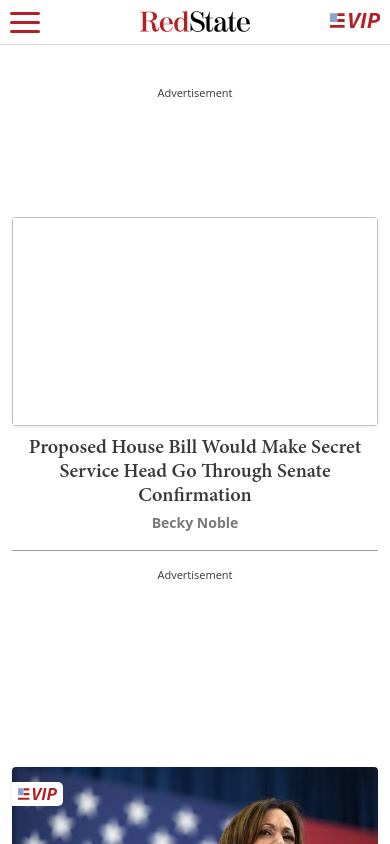 RedState
VIP
Advertisement
Proposed House Bill Would Make Secret
Service Head Go Through Senate
Confirmation
Becky Noble
Advertisement
VIP